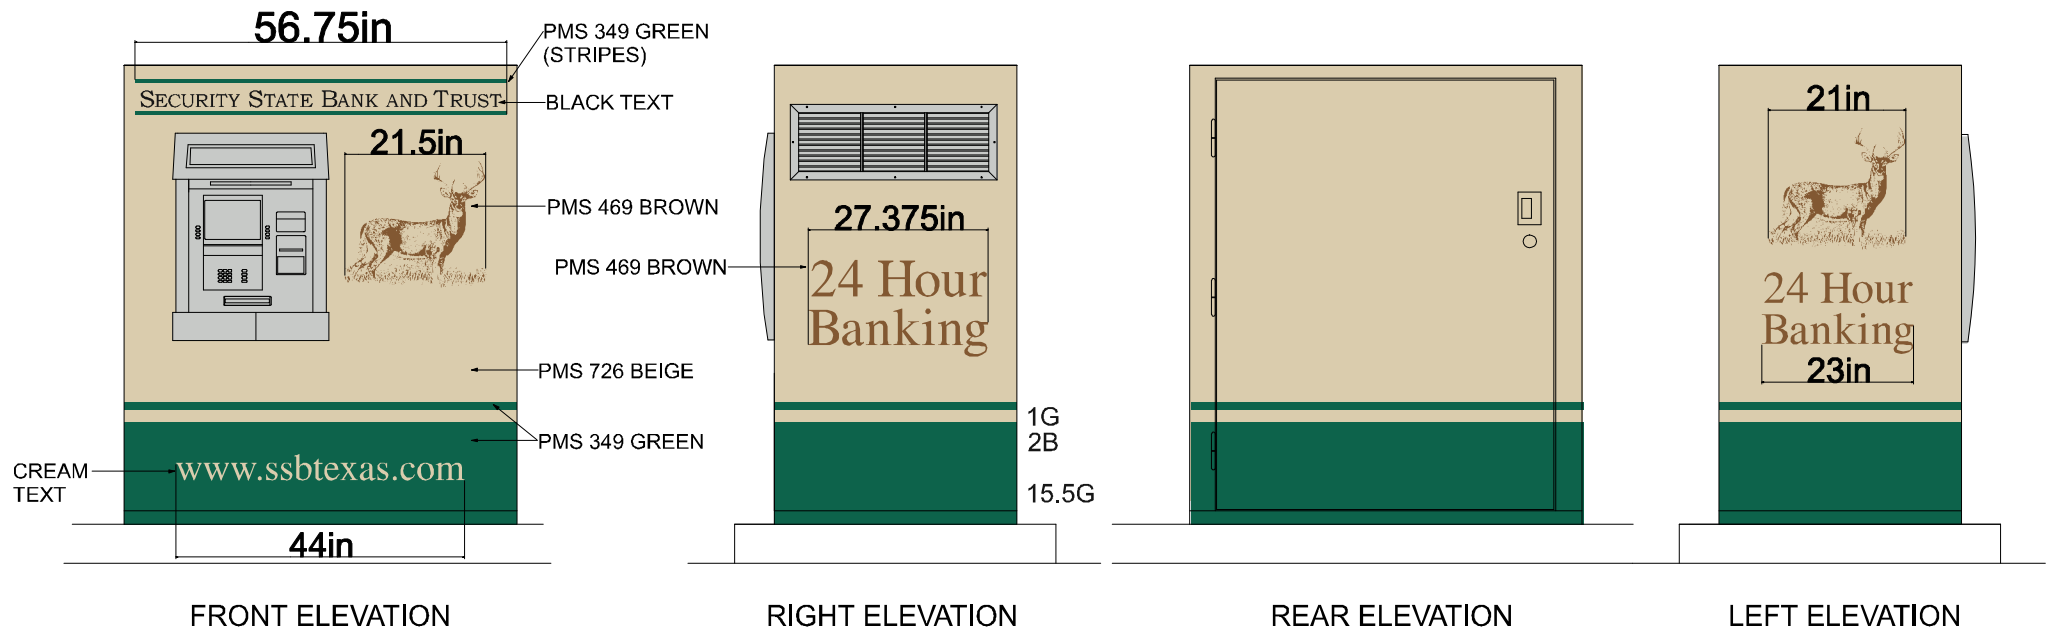 56.75in
PMS 349 GREEN
(STRIPES)
SECURITY STATE BANK AND TRUST
BLACK TEXT
21.5in
PMS 469 BROWN
PMS 726 BEIGE
PMS 349 GREEN
CREAM
TEXT
www.ssbtexas.com
44in
FRONT ELEVATION
27.375in
PMS 469 BROWN
24 Hour
Banking
1G
2B
15.5G
RIGHT ELEVATION
REAR ELEVATION
21in
24 Hour
Banking
23in
LEFT ELEVATION